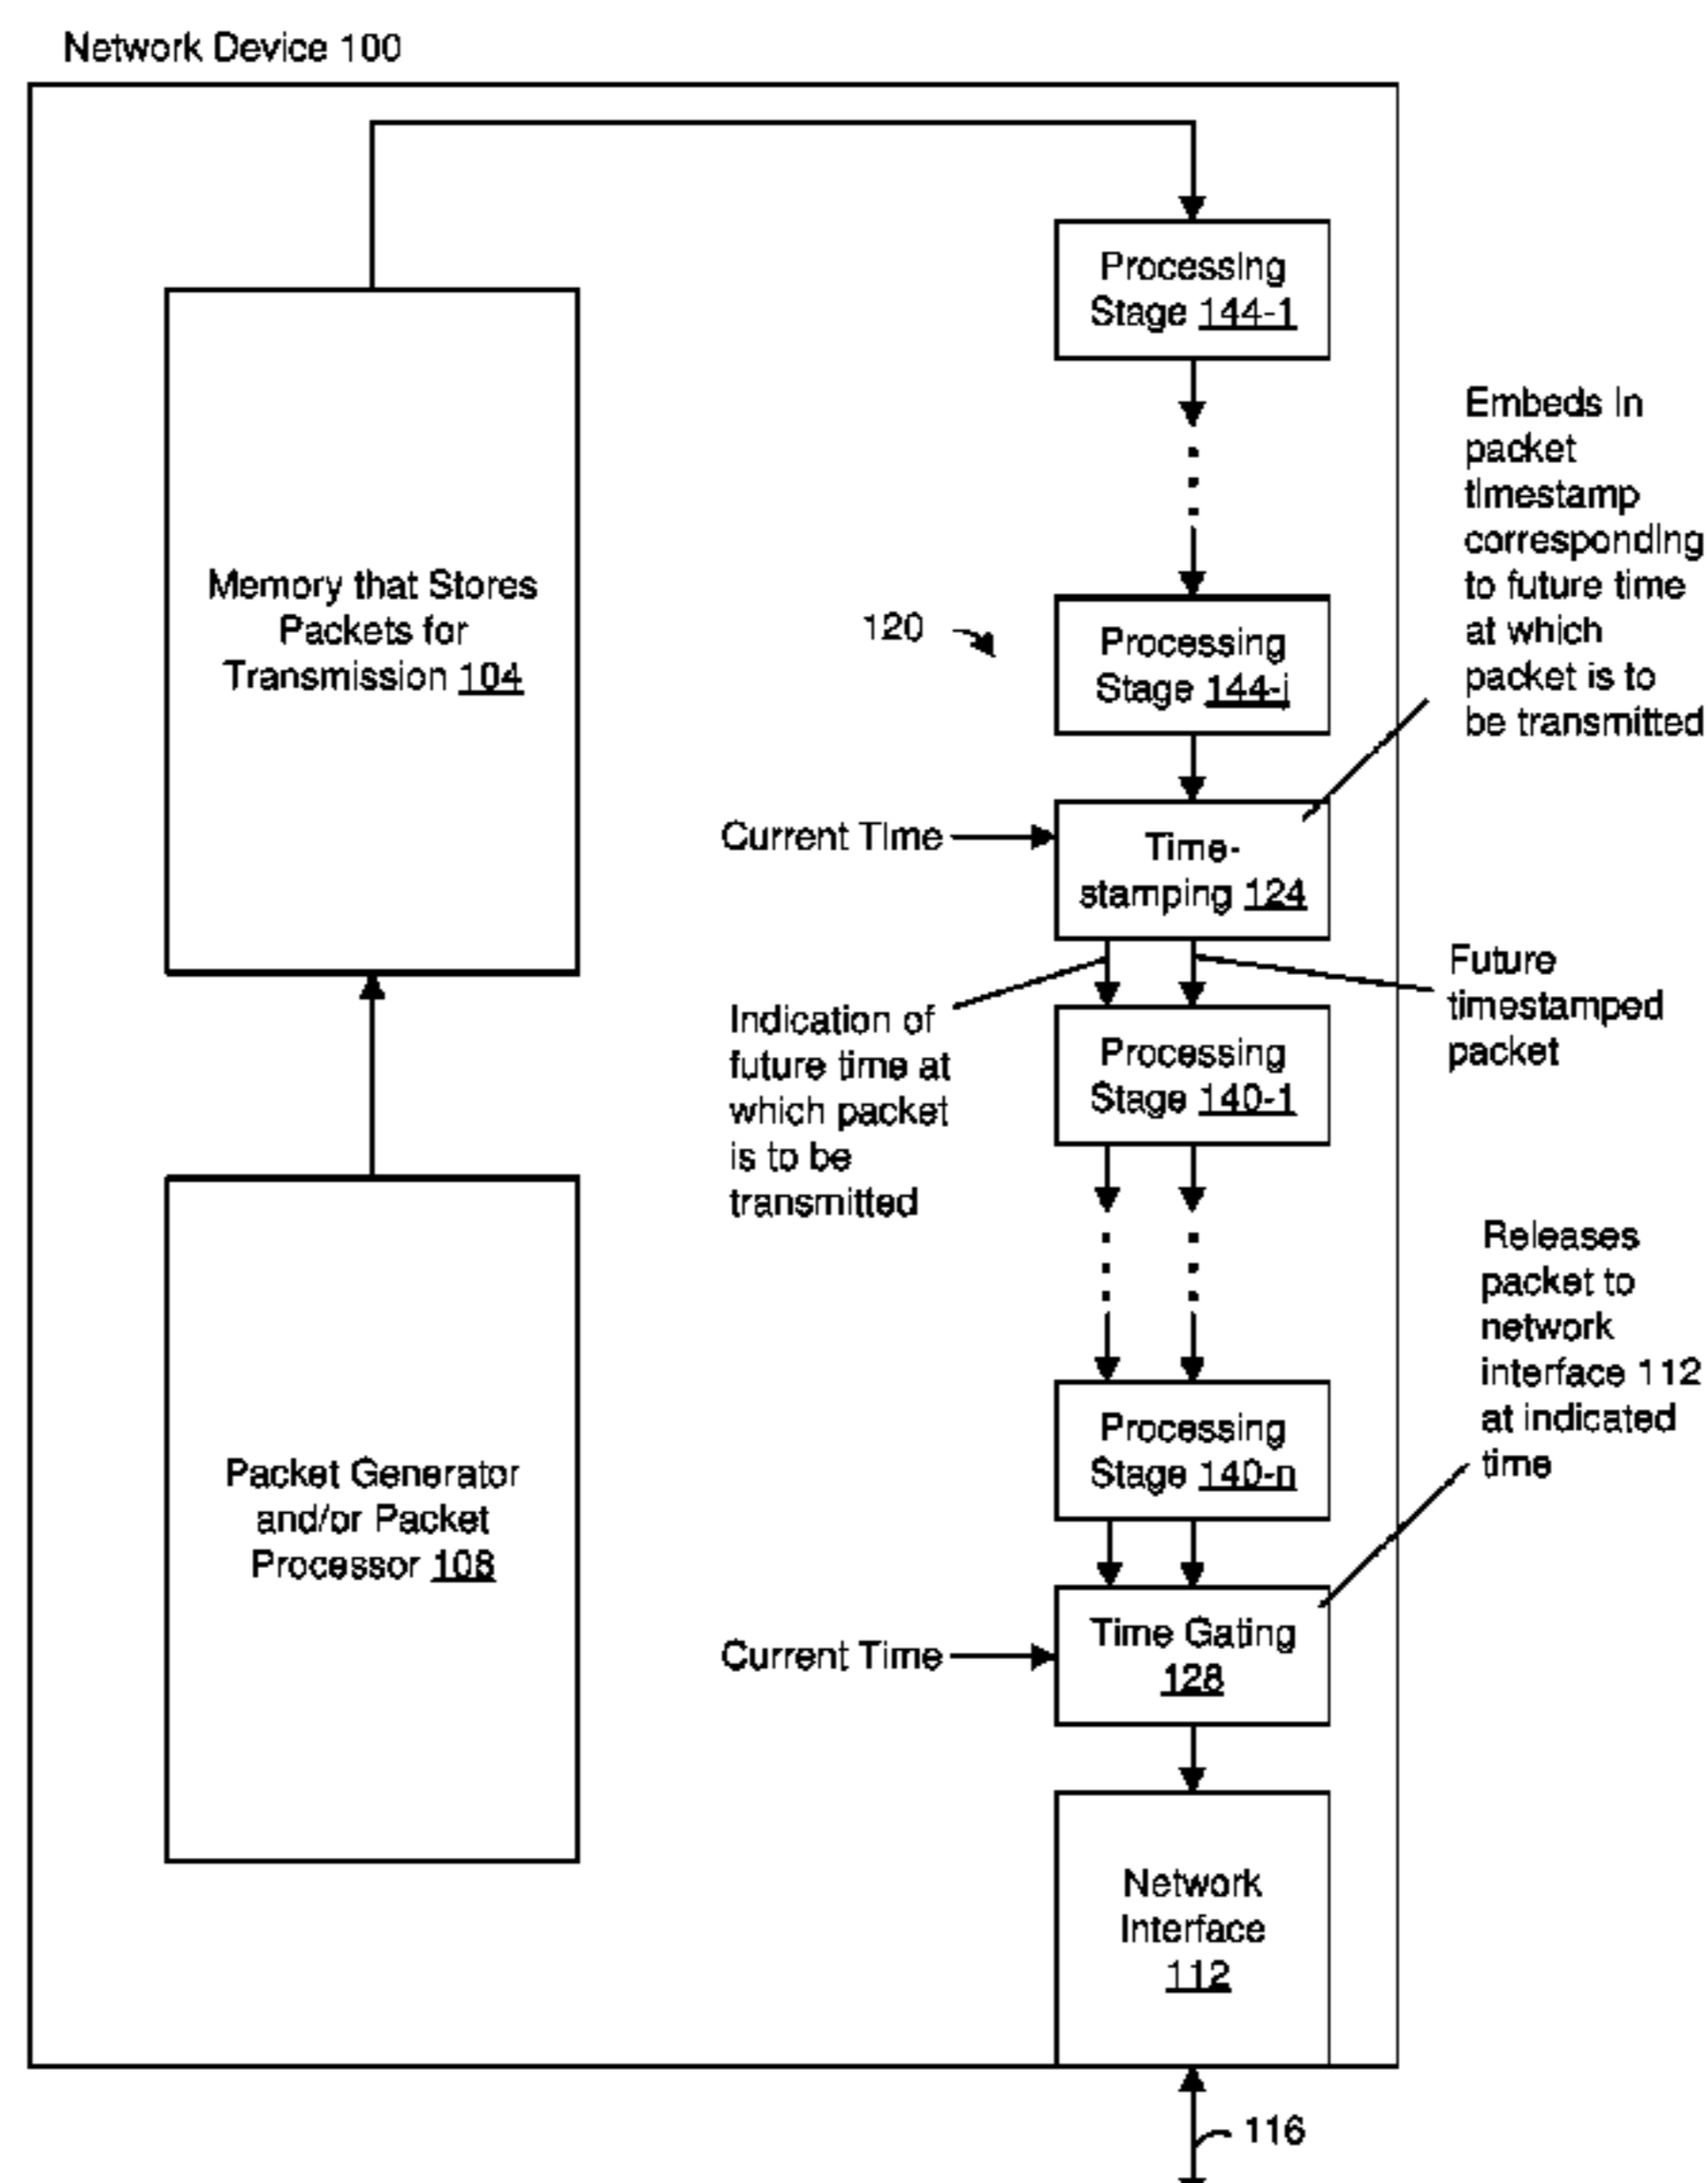 Network Device 100
Processing
Stage 144-1
Embeds in
packet
timestamp
corresponding
to future time
at which
packet is to
be transmitted
Memory that Stores
Packets for
Transmission 104
120
Processing
Stage 144-j
Current Time
Time-
stamping 124
Future
timestamped
packet
Indication of
future time at
which packet
is to be
transmitted
Processing
Stage 140-1
Releases
packet to
network
interface 112
at indicated
time
Processing
Stage 140-n
Packet Generator
and/or Packet
Processor 108
Current Time
Time Gating
128
Network
Interface
112
116